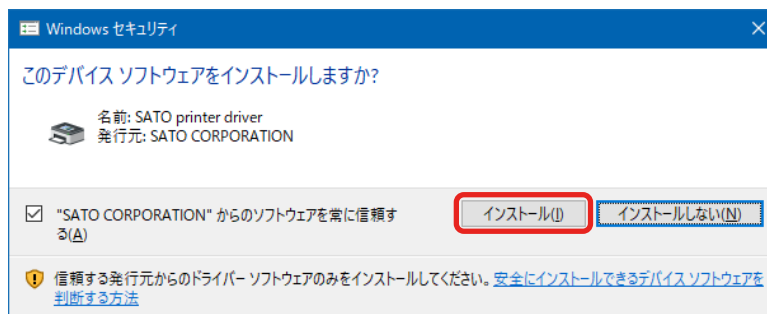 Windows セキュリティ
このデバイス ソフトウェアをインストールしますか?
名前: SATO printer driver
発行元: SATO CORPORATION
"SATO CORPORATION" からのソフトウェアを常に信頼す
る(A)
インストール(I)
インストールしない(N)
信頼する発行元からのドライバー ソフトウェアのみをインストールしてください。安全にインストールできるデバイス ソフトウェアを
判断する方法